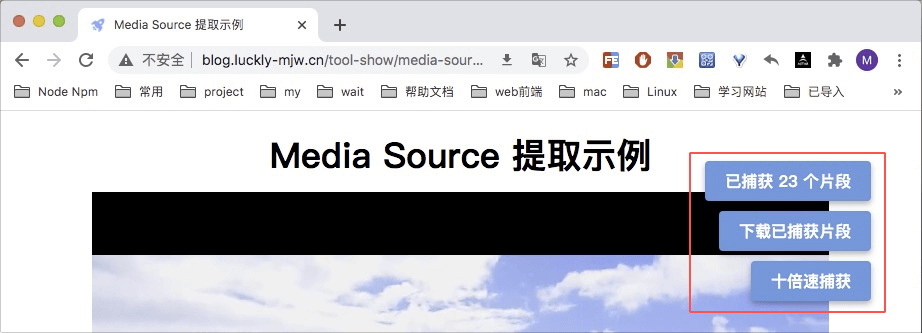 Media Source 提取示例
不安全 blog.luckly-mjw.cn/tool-show/media-sour... FE M
Node Npm 常用 project my wait 帮助文档 web前端 mac Linux 学习网站 已导入 »
Media Source 提取示例
已捕获 23 个片段
下载已捕获片段
十倍速捕获